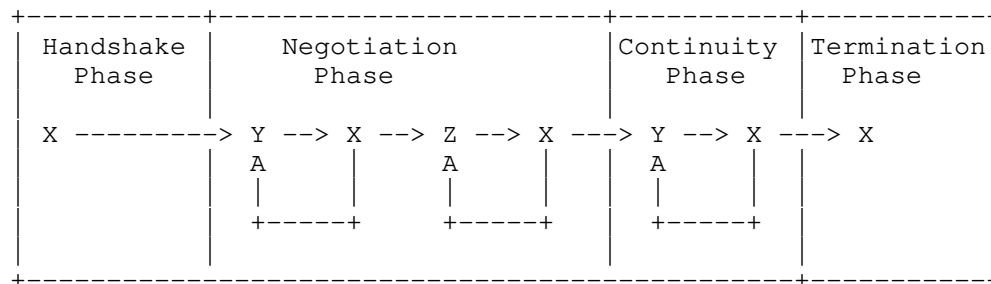 +-----------+-------------------------+-----------+------------
| Handshake |    Negotiation          |Continuity |Termination
|   Phase   |      Phase              |   Phase   |  Phase
|           |                         |           |
| X ---------> Y --> X --> Z --> X ---> Y --> X ---> X
|           |  A     |     A     |   |  A     |  |
|           |  |     |     |     |   |  |     |  |
|           |  +-----+     +-----+   |  +-----+  |
|           |                         |           |
+-----------+-------------------------+-----------+------------